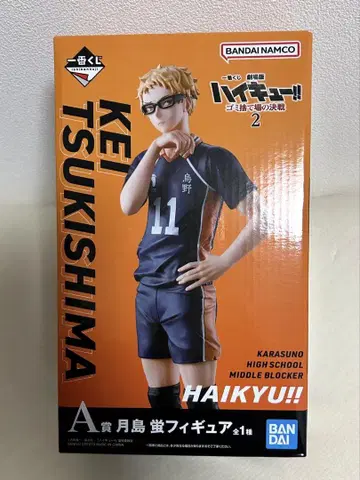 一番くじ
BANDAI NAMCO
一番くじ 劇場版
ハイキュー!!
ゴミ捨て場の決戦
2
KEI
TSUKISHIMA
烏野
11
KARASUNO
HIGH SCHOOL
MIDDLE BLOCKER
HAIKYU!!
A賞 月島 蛍フィギュア 全1種
BAN
DAI